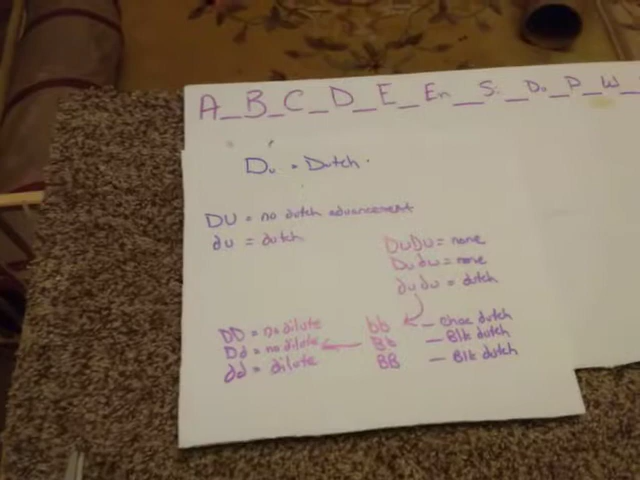 A_B_C_D_E_En_Si_Du_P_W_
Du = Dutch.
DU = no dutch advancement
du = dutch
DuDu = none
Dudu = none
dudu = dutch
DD = no dilute bb - Choc dutch
Dd = no dilute Bb - Blk dutch
dd = dilute BB - Blk dutch